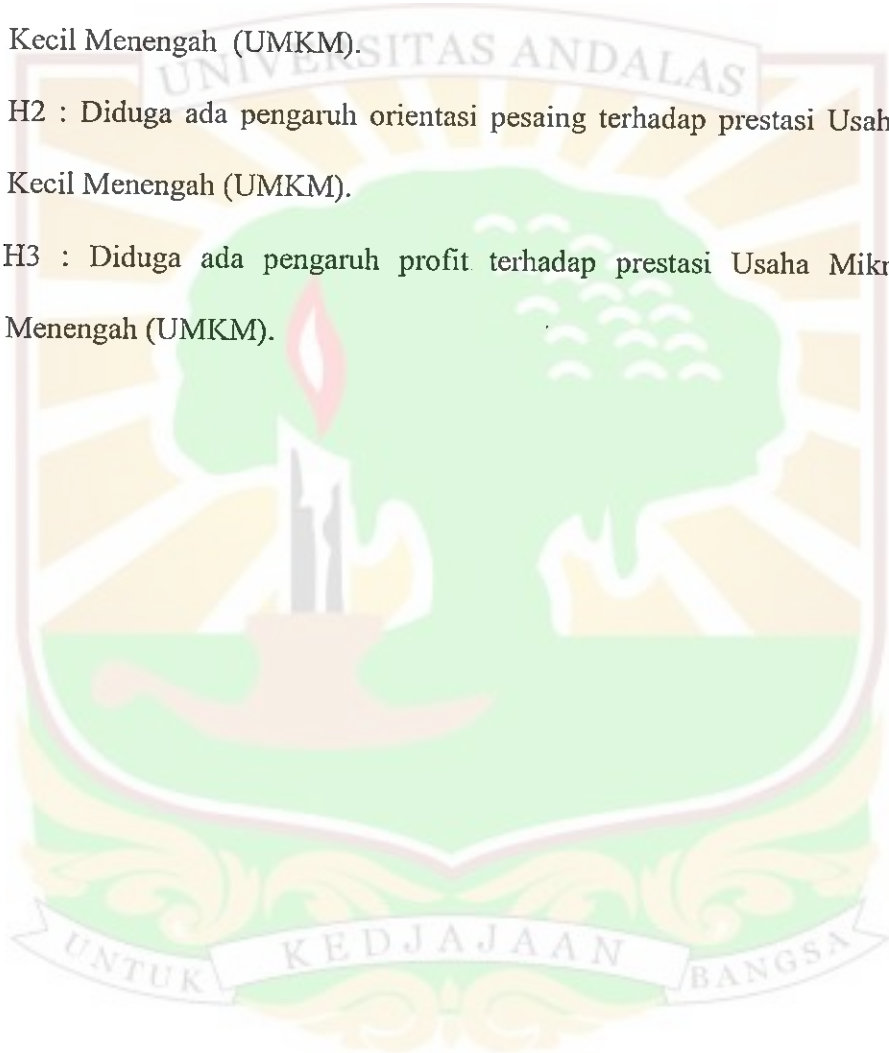 Kecil Menengah (UMKM).
UNIVERSITAS ANDALAS
H2 : Diduga ada pengaruh orientasi pesaing terhadap prestasi Usah
Kecil Menengah (UMKM).
H3 : Diduga ada pengaruh profit terhadap prestasi Usaha Mikr
Menengah (UMKM).
UNTUK KEDJAJAAN BANGSA